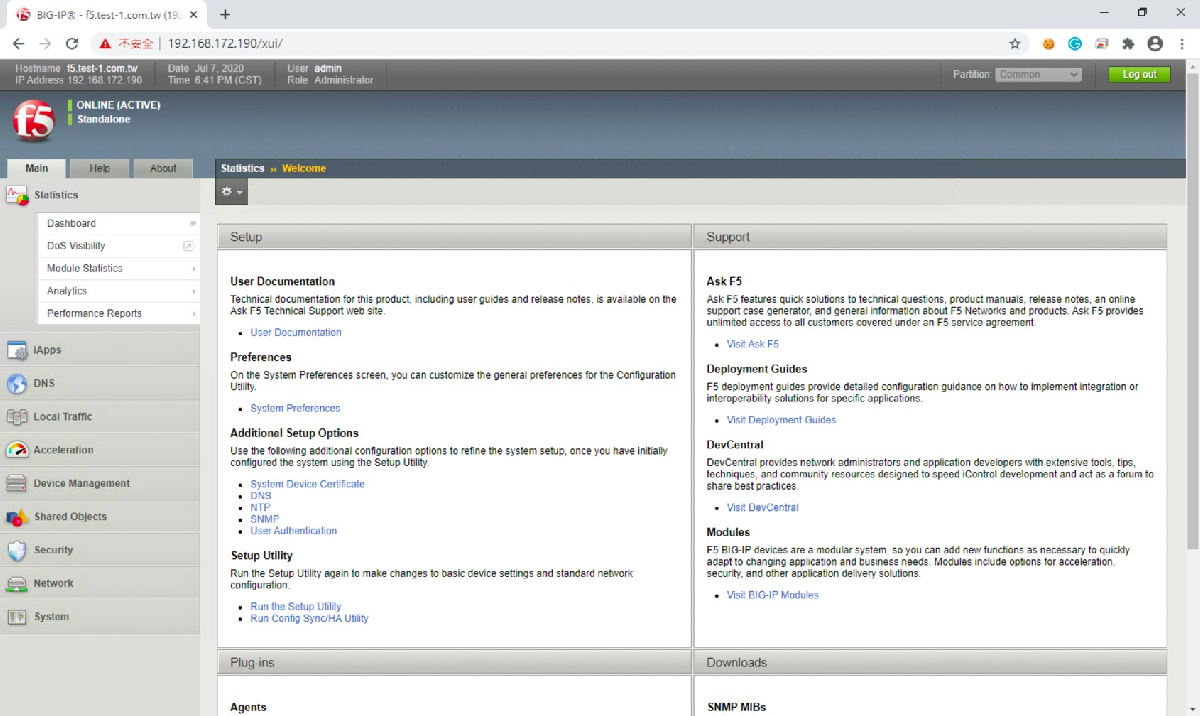 BIG-IP® - f5.test-1.com.tw (19
不安全 192.168.172.190/xui/
Hostname f5.test-1.com.tw Date Jul 7, 2020 User admin
IP Address 192.168.172.190 Time 6:41 PM (CST) Role Administrator
Partition: Common
Log out
f5
ONLINE (ACTIVE)
Standalone
Main Help About
Statistics » Welcome
Statistics
Dashboard
DoS Visibility
Module Statistics
Analytics
Performance Reports
iApps
DNS
Local Traffic
Acceleration
Device Management
Shared Objects
Security
Network
System
Setup
User Documentation
Technical documentation for this product, including user guides and release notes, is available on the
Ask F5 Technical Support web site.
User Documentation
Preferences
On the System Preferences screen, you can customize the general preferences for the Configuration
Utility.
System Preferences
Additional Setup Options
Use the following additional configuration options to refine the system setup, once you have initially
configured the system using the Setup Utility.
System Device Certificate
DNS
NTP
SNMP
User Authentication
Setup Utility
Run the Setup Utility again to make changes to basic device settings and standard network
configuration.
Run the Setup Utility
Run Config Sync/HA Utility
Support
Ask F5
Ask F5 features quick solutions to technical questions, product manuals, release notes, an online
support case generator, and general information about F5 Networks and products. Ask F5 provides
unlimited access to all customers covered under an F5 service agreement.
Visit Ask F5
Deployment Guides
F5 deployment guides provide detailed configuration guidance on how to implement integration or
interoperability solutions for specific applications.
Visit Deployment Guides
DevCentral
DevCentral provides network administrators and application developers with extensive tools, tips,
techniques, and community resources designed to speed iControl development and act as a forum to
share best practices.
Visit DevCentral
Modules
F5 BIG-IP devices are a modular system, so you can add new functions as necessary to quickly
adapt to changing application and business needs. Modules include options for acceleration,
security, and other application delivery solutions.
Visit BIG-IP Modules
Plug-ins
Agents
Downloads
SNMP MIBs